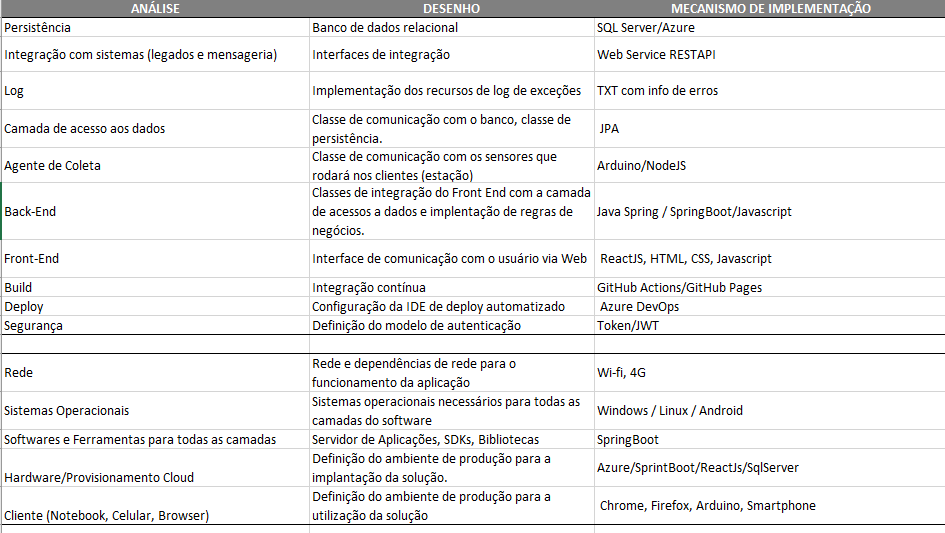 ANÁLISE DESENHO MECANISMO DE IMPLEMENTAÇÃO
Persistência Banco de dados relacional SQL Server/Azure
Integração com sistemas (legados e mensageria) Interfaces de integração Web Service RESTAPI
Log Implementação dos recursos de log de exceções TXT com info de erros
Camada de acesso aos dados Classe de comunicação com o banco, classe de
persistência. JPA
Agente de Coleta Classe de comunicação com os sensores que
rodará nos clientes (estação) Arduino/NodeJS
Back-End Classes de integração do Front End com a camada
de acessos a dados e implentação de regras de
negócios. Java Spring / SpringBoot/Javascript
Front-End Interface de comunicação com o usuário via Web ReactJS, HTML, CSS, Javascript
Build Integração contínua GitHub Actions/GitHub Pages
Deploy Configuração da IDE de deploy automatizado Azure DevOps
Segurança Definição do modelo de autenticação Token/JWT
Rede Rede e dependências de rede para o
funcionamento da aplicação Wi-fi, 4G
Sistemas Operacionais Sistemas operacionais necessários para todas as
camadas do software Windows / Linux / Android
Softwares e Ferramentas para todas as camadas Servidor de Aplicações, SDKs, Bibliotecas SpringBoot
Hardware/Provisionamento Cloud Definição do ambiente de produção para a
implantação da solução. Azure/SprintBoot/ReactJs/SqlServer
Cliente (Notebook, Celular, Browser) Definição do ambiente de produção para a
utilização da solução Chrome, Firefox, Arduino, Smartphone